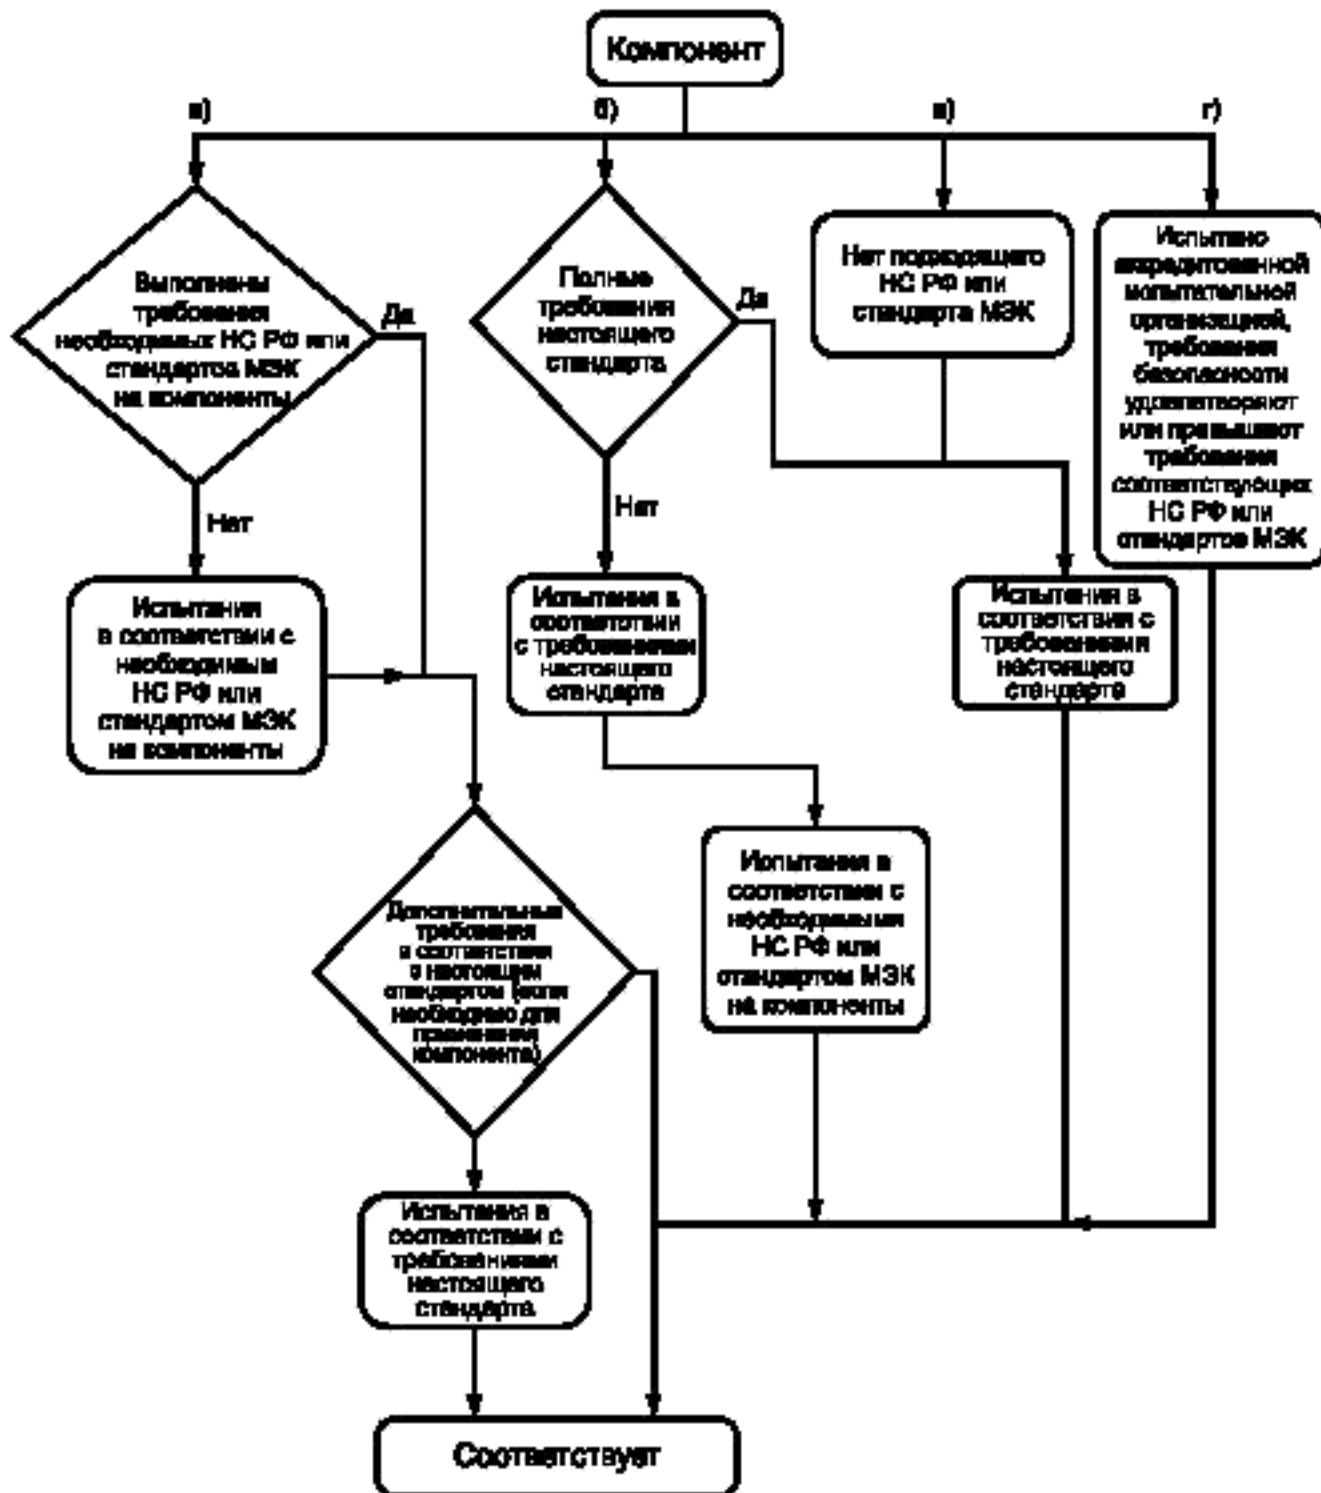 Компонент
а)
б)
в)
г)
Выполнены
требования
необходимых НС РФ или
стандартов МЭК
на компоненты
Да
Нет
Испытания
в соответствии с
необходимым
НС РФ или
стандартом МЭК
на компоненты
Полные
требования
настоящего
стандарта
Да
Нет
Испытания в
соответствии
с требованиями
настоящего
стандарта
Нет подходящего
НС РФ или
стандарта МЭК
Испытано
аккредитованной
испытательной
организацией,
требования
безопасности
удовлетворяют
или превышают
требования
соответствующих
НС РФ или
стандартов МЭК
Испытания в
соответствия с
требованиями
настоящего
стандарта
Дополнительные
требования
в соответствия
с настоящим
стандартом (если
необходимо для
применения
компонента)
Испытания в
соответствии с
необходимыми
НС РФ или
стандартом МЭК
на компоненты
Испытания в
соответствии с
требованиями
настоящего
стандарта
Соответствует